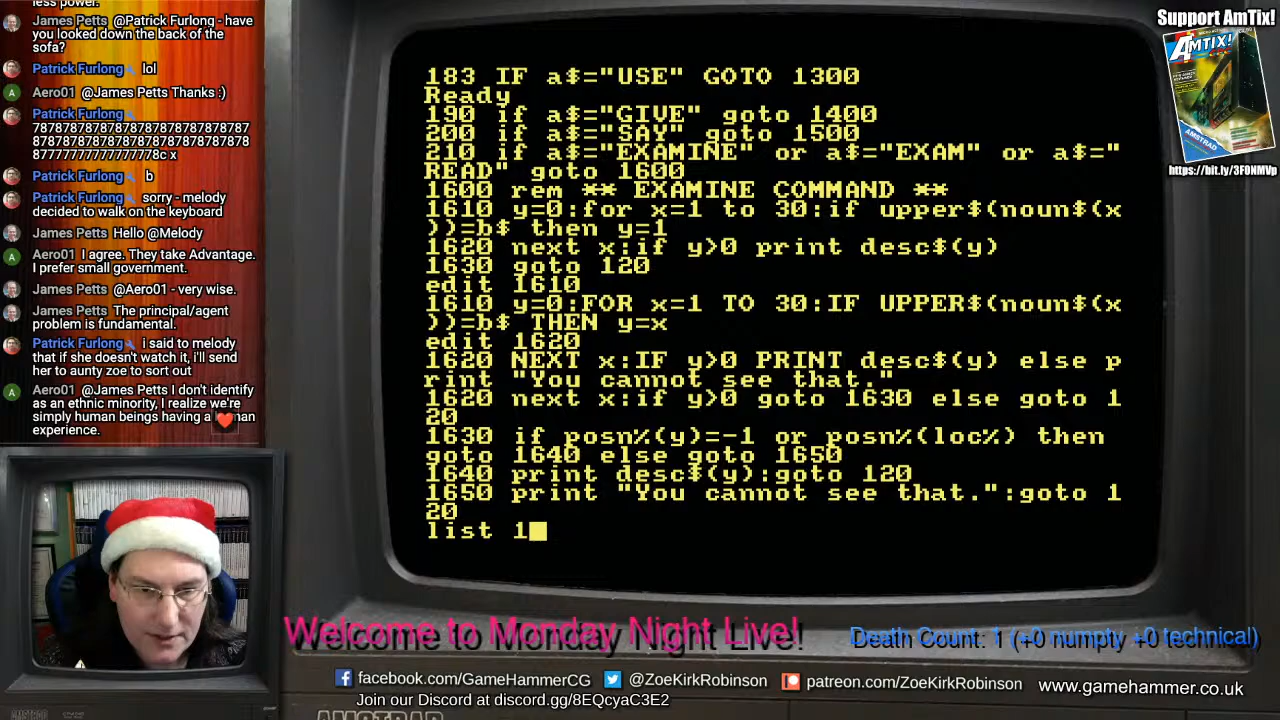 less power.
James Petts @Patrick Furlong - have
you looked down the back of the
sofa?
Patrick Furlong lol
Aero01 @James Petts Thanks :)
Patrick Furlong
b
Patrick Furlong sorry - melody
decided to walk on the keyboard
James Petts Hello @Melody
Aero01 I agree. They take Advantage.
I prefer small government.
James Petts @Aero01 - very wise.
James Petts The principal/agent
problem is fundamental.
Patrick Furlong i said to melody
that if she doesn't watch it, i'll send
her to aunty zoe to sort out
Aero01 @James Petts I don't identify
as an ethnic minority, I realize we're
simply human beings having a human
experience.
183 IF a$="USE" GOTO 1300
Ready
190 if a$="GIVE" goto 1400
200 if a$="SAY" goto 1500
210 if a$="EXAMINE" or a$="EXAM" or a$="
READ" goto 1600
1600 rem ** EXAMINE COMMAND **
1610 y=0:for x=1 to 30:if upper$(noun$(x
))=b$ then y=1
1620 next x:if y>0 print desc$(y)
1630 goto 120
edit 1610
1610 y=0:FOR x=1 TO 30:IF UPPER$(noun$(x
))=b$ THEN y=x
edit 1620
1620 NEXT x:IF y>0 PRINT desc$(y) else p
rint "You cannot see that."
1620 next x:if y>0 goto 1630 else goto 1
20
1630 if posn%(y)=-1 or posn%(loc%) then
goto 1640 else goto 1650
1640 print desc$(y):goto 120
1650 print "You cannot see that.":goto 1
20
list 1
Support AmTix!
AMTIX!
AMSTRAD
https://bit.ly/3F0NMVp
Welcome to Monday Night Live!
Death Count: 1 (+0 numpty +0 technical)
facebook.com/GameHammerCG @ZoeKirkRobinson patreon.com/ZoeKirkRobinson www.gamehammer.co.uk
Join our Discord at discord.gg/8EQcyaC3E2
AMSTRAD